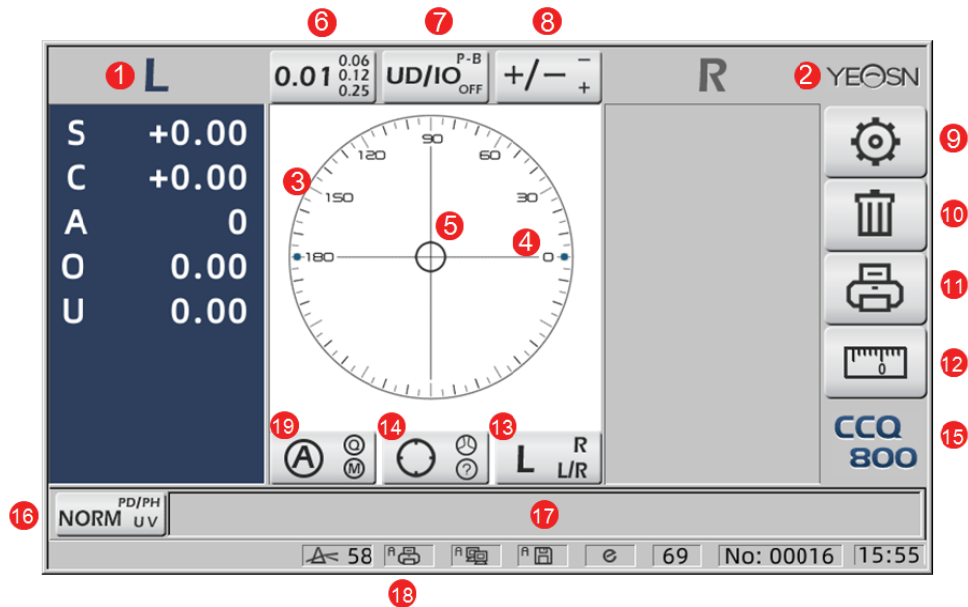 6
7
8
1 L
0.01 0.06 0.12 0.25
UD/IO P-B OFF
+/− − +
R
2 YEOSN
S +0.00
C +0.00
A 0
O 0.00
U 0.00
90
120
60
3
150
30
5
4
180
0
9
10
11
0
12
19
14
13
A Q M
?
L R L/R
CCQ
800
15
16
NORM PD/PH UV
17
58
A
A
A
e
69
No: 00016
15:55
18